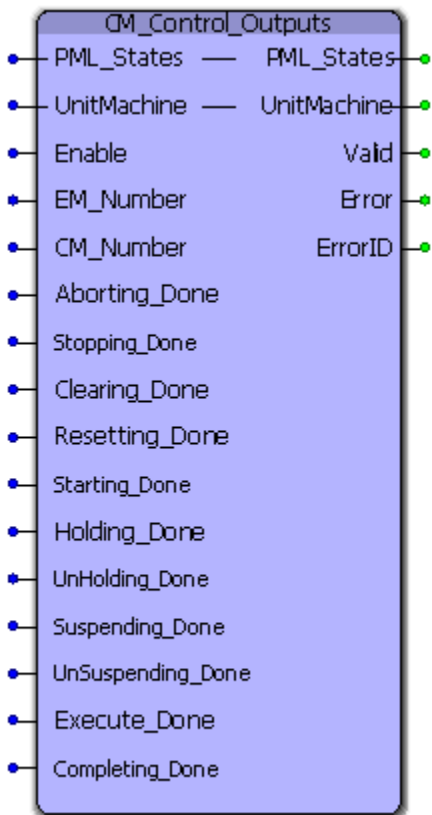 CM_Control_Outputs
PML_States — PML_States
UnitMachine — UnitMachine
Enable Valid
EM_Number Error
CM_Number ErrorID
Aborting_Done
Stopping_Done
Clearing_Done
Resetting_Done
Starting_Done
Holding_Done
UnHolding_Done
Suspending_Done
UnSuspending_Done
Execute_Done
Completing_Done